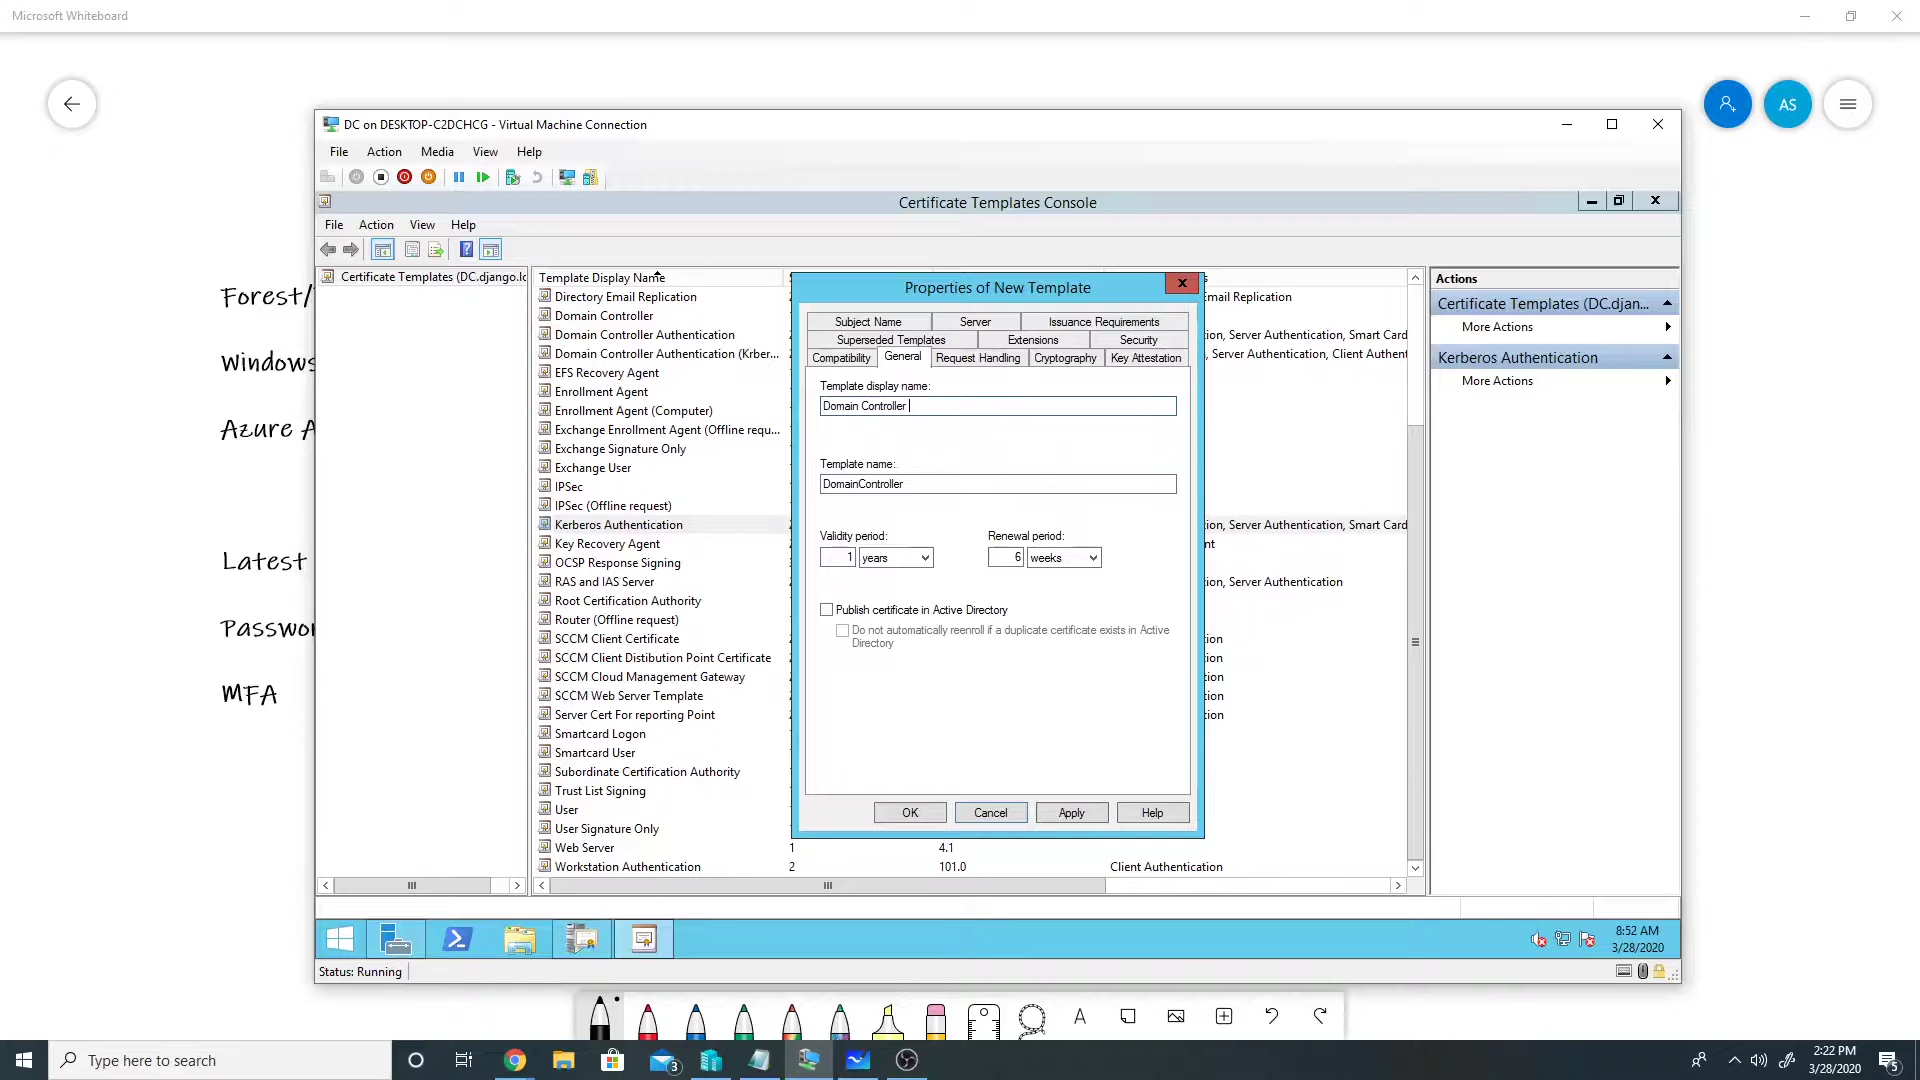 Microsoft Whiteboard
AS
Forest/
Windows
Azure A
Latest
Passwor
MFA
DC on DESKTOP-C2DCHCG - Virtual Machine Connection
File Action Media View Help
Certificate Templates Console
File Action View Help
Certificate Templates (DC.django.lc
Template Display Name
Directory Email Replication
Domain Controller
Domain Controller Authentication
Domain Controller Authentication (Krber...
EFS Recovery Agent
Enrollment Agent
Enrollment Agent (Computer)
Exchange Enrollment Agent (Offline requ...
Exchange Signature Only
Exchange User
IPSec
IPSec (Offline request)
Kerberos Authentication
Key Recovery Agent
OCSP Response Signing
RAS and IAS Server
Root Certification Authority
Router (Offline request)
SCCM Client Certificate
SCCM Client Distibution Point Certificate
SCCM Cloud Management Gateway
SCCM Web Server Template
Server Cert For reporting Point
Smartcard Logon
Smartcard User
Subordinate Certification Authority
Trust List Signing
User
User Signature Only
Web Server 1 4.1
Workstation Authentication 2 101.0 Client Authentication
Properties of New Template
Subject Name Server Issuance Requirements
Superseded Templates Extensions Security
Compatibility General Request Handling Cryptography Key Attestation
Template display name:
Domain Controller
Template name:
DomainController
Validity period: Renewal period:
1 years 6 weeks
Publish certificate in Active Directory
Do not automatically reenroll if a duplicate certificate exists in Active
Directory
OK Cancel Apply Help
mail Replication
on, Server Authentication, Smart Card
, Server Authentication, Client Authent
on, Server Authentication, Smart Card
nt
on, Server Authentication
tion
tion
tion
tion
tion
Actions
Certificate Templates (DC.djan...
More Actions
Kerberos Authentication
More Actions
8:52 AM
3/28/2020
Status: Running
Type here to search
3
2:22 PM
3/28/2020
5